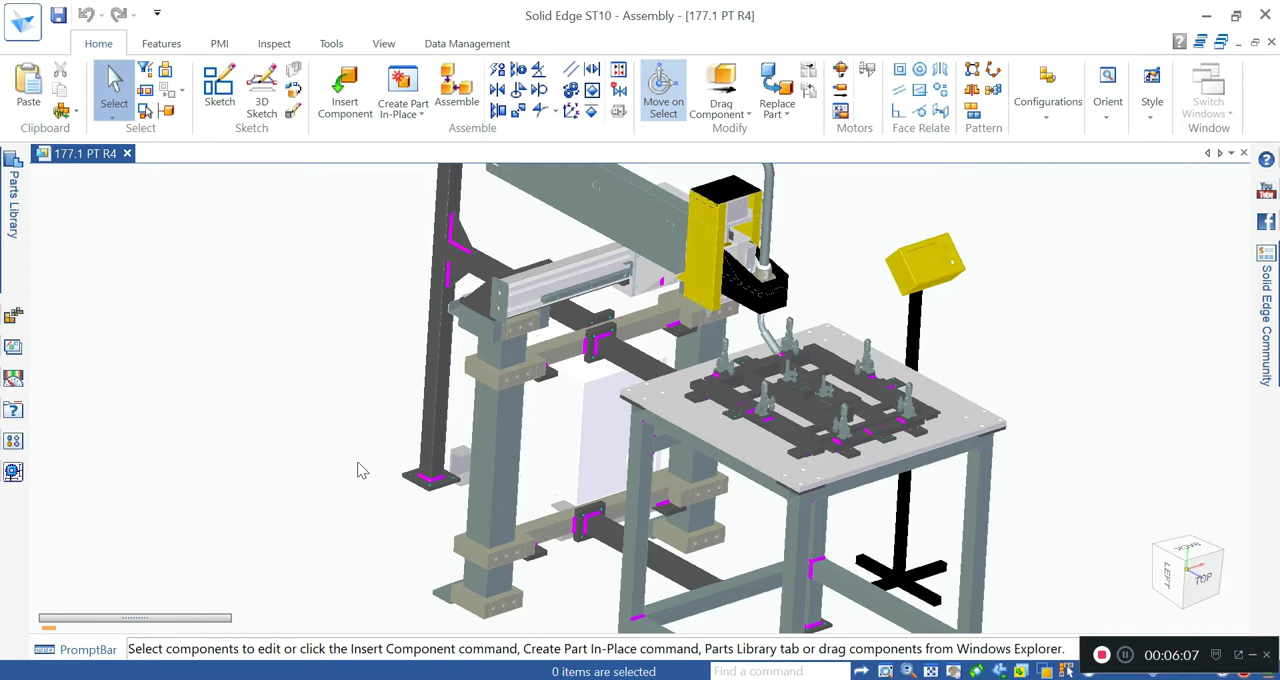 Solid Edge ST10 - Assembly - [177.1 PT R4]
Home Features PMI Inspect Tools View Data Management
Paste Select Sketch 3D Sketch Insert Component Create Part In-Place Assemble Move on Select Drag Component Replace Part Configurations Orient Style Switch Windows
Clipboard Select Sketch Assemble Modify Motors Face Relate Pattern Window
177.1 PT R4
Parts Library
You Tube
Solid Edge Community
BACK
LEFT
TOP
PromptBar Select components to edit or click the Insert Component command, Create Part In-Place command, Parts Library tab or drag components from Windows Explorer.
00:06:07
0 items are selected
Find a command